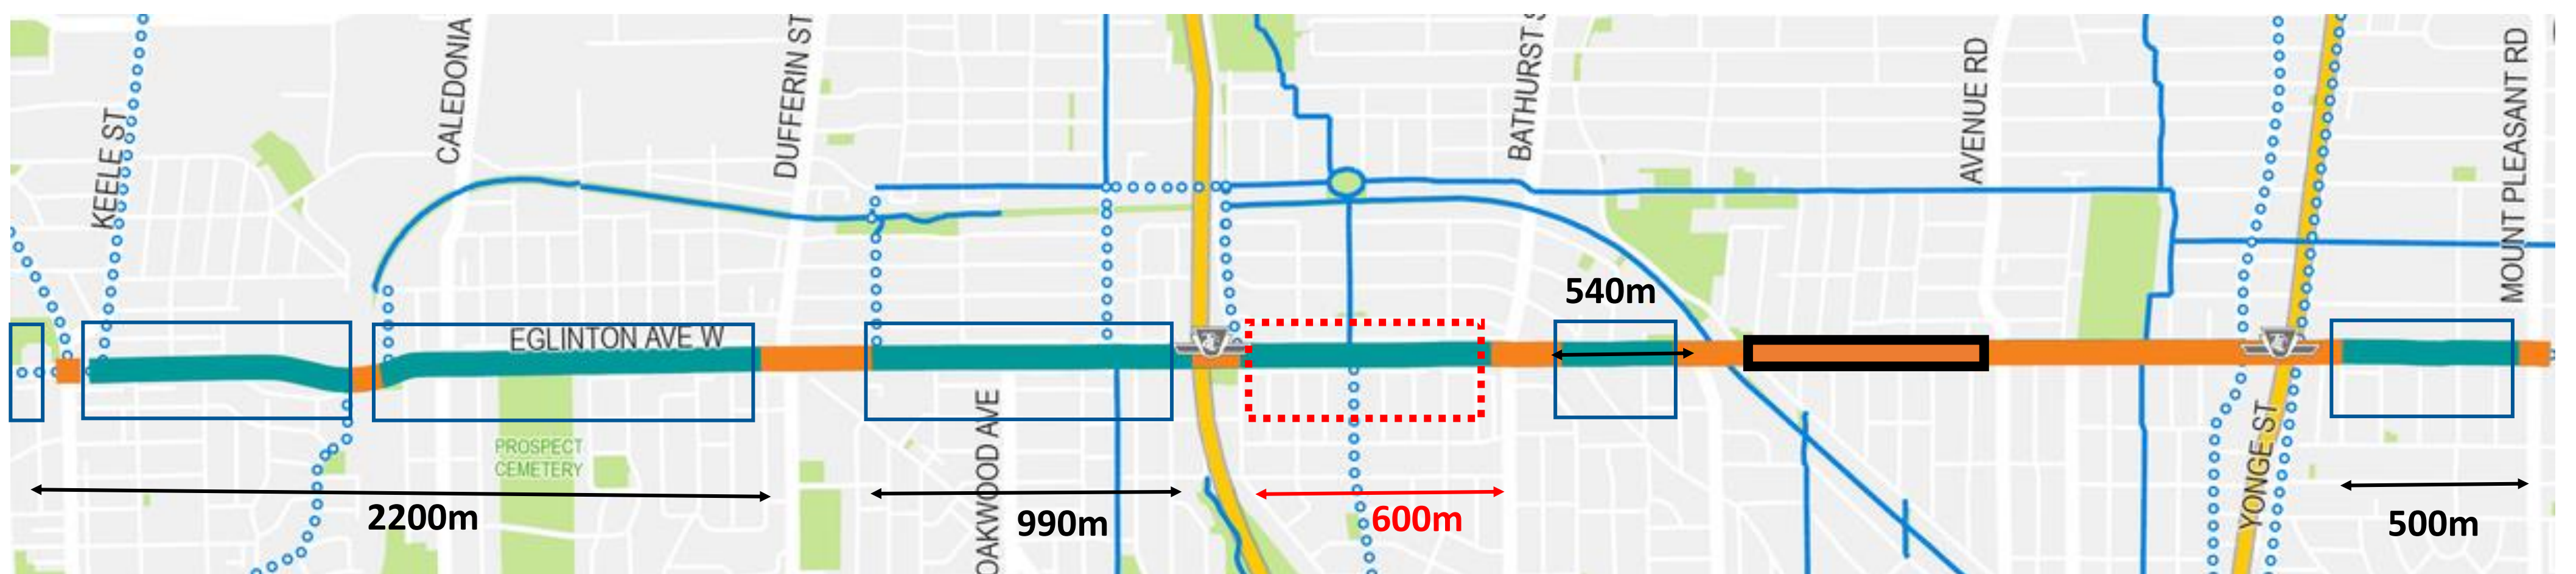 KEELE ST
CALEDONIA
DUFFERIN ST
BATHURST S
AVENUE RD
MOUNT PLEASANT RD
540m
EGLINTON AVE W
OAKWOOD AVE
PROSPECT
CEMETERY
YONGE ST
2200m
990m
600m
500m